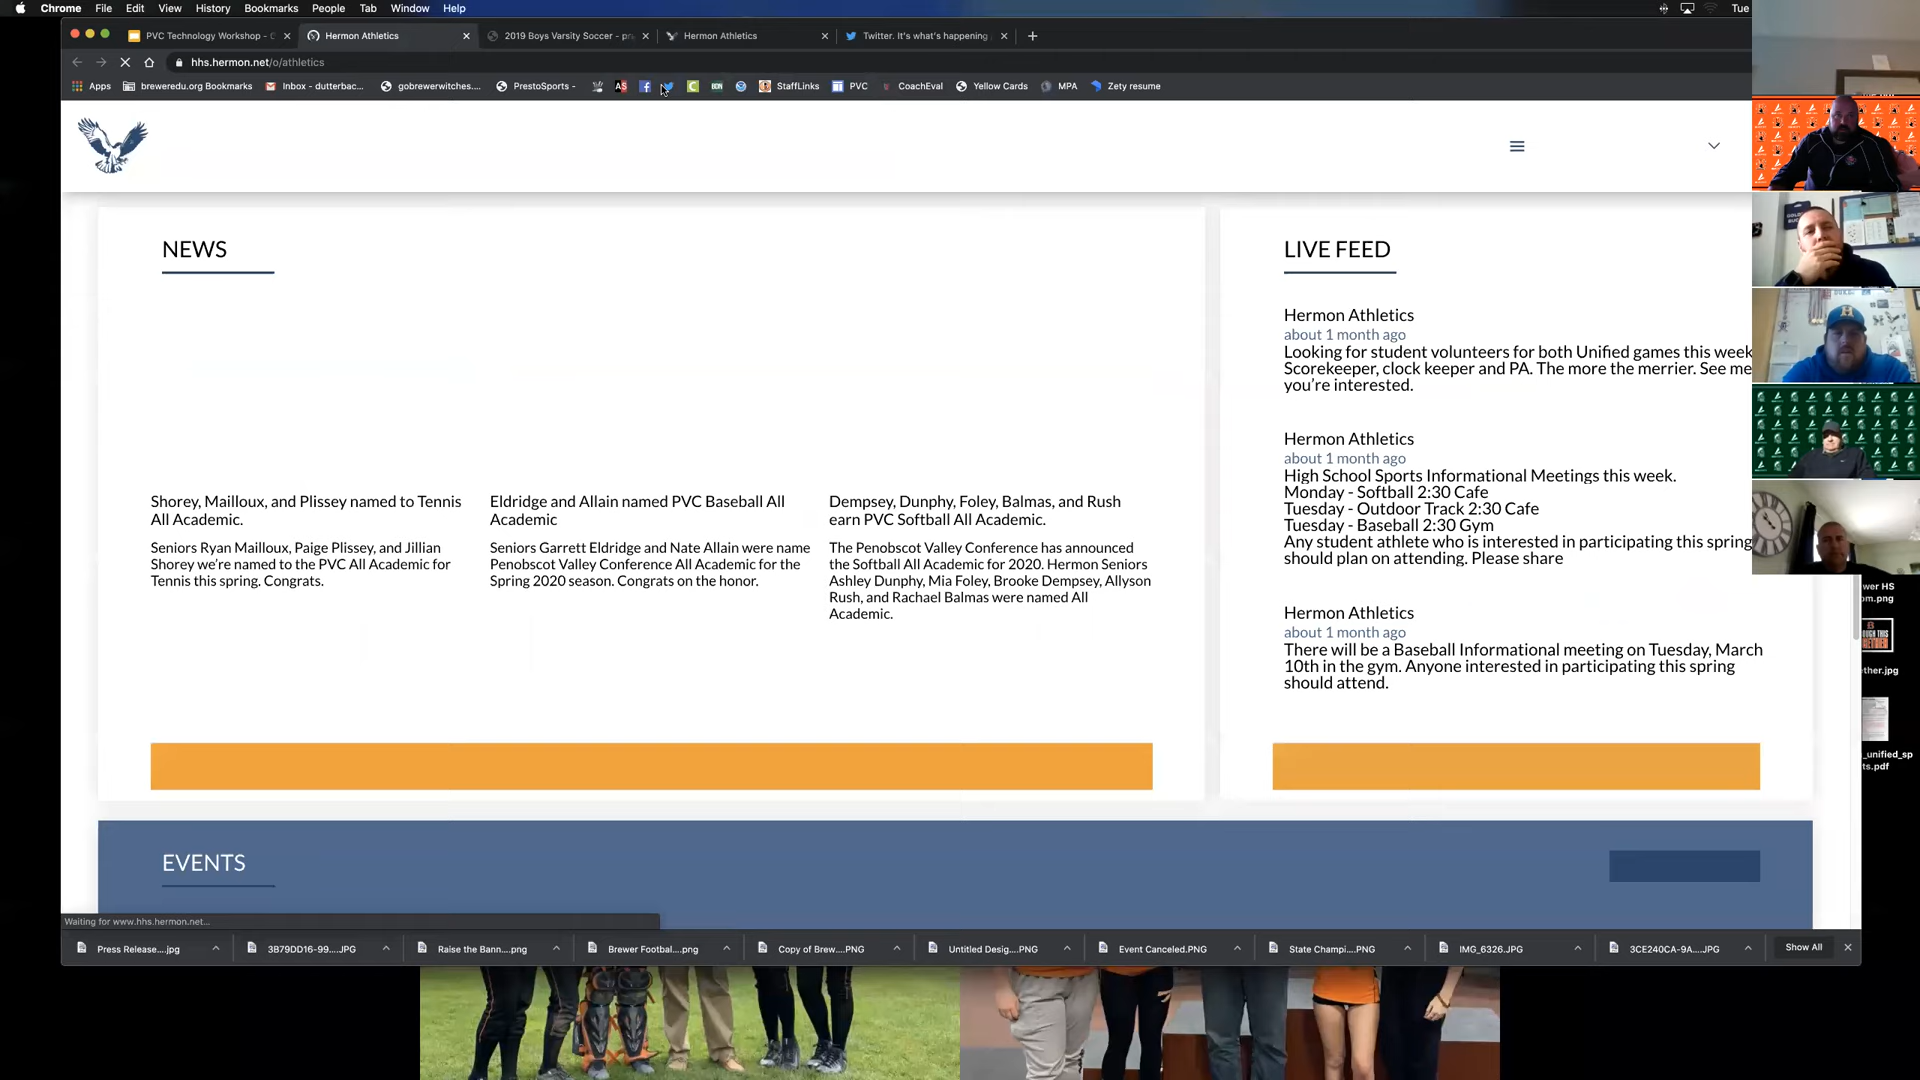 Chrome File Edit View History Bookmarks People Tab Window Help Tue
PVC Technology Workshop - Hermon Athletics 2019 Boys Varsity Soccer - pr Hermon Athletics Twitter. It's what's happening
hhs.hermon.net/o/athletics
Apps breweredu.org Bookmarks Inbox - dutterbac... gobrewerwitches.... PrestoSports - AS BDN StaffLinks PVC CoachEval Yellow Cards MPA Zety resume
NEWS
Shorey, Mailloux, and Plissey named to Tennis
All Academic.
Seniors Ryan Mailloux, Paige Plissey, and Jillian
Shorey we're named to the PVC All Academic for
Tennis this spring. Congrats.
Eldridge and Allain named PVC Baseball All
Academic
Seniors Garrett Eldridge and Nate Allain were name
Penobscot Valley Conference All Academic for the
Spring 2020 season. Congrats on the honor.
Dempsey, Dunphy, Foley, Balmas, and Rush
earn PVC Softball All Academic.
The Penobscot Valley Conference has announced
the Softball All Academic for 2020. Hermon Seniors
Ashley Dunphy, Mia Foley, Brooke Dempsey, Allyson
Rush, and Rachael Balmas were named All
Academic.
LIVE FEED
Hermon Athletics
about 1 month ago
Looking for student volunteers for both Unified games this week
Scorekeeper, clock keeper and PA. The more the merrier. See me
you're interested.
Hermon Athletics
about 1 month ago
High School Sports Informational Meetings this week.
Monday - Softball 2:30 Cafe
Tuesday - Outdoor Track 2:30 Cafe
Tuesday - Baseball 2:30 Gym
Any student athlete who is interested in participating this spring
should plan on attending. Please share
Hermon Athletics
about 1 month ago
There will be a Baseball Informational meeting on Tuesday, March
10th in the gym. Anyone interested in participating this spring
should attend.
EVENTS
wer HS
om.png
ther.jpg
_unified_sp
ts.pdf
Waiting for www.hhs.hermon.net...
Press Release....jpg 3B79DD16-99....JPG Raise the Bann....png Brewer Footbal....png Copy of Brew....PNG Untitled Desig....PNG Event Canceled.PNG State Champi....PNG IMG_6326.JPG 3CE240CA-9A....JPG Show All